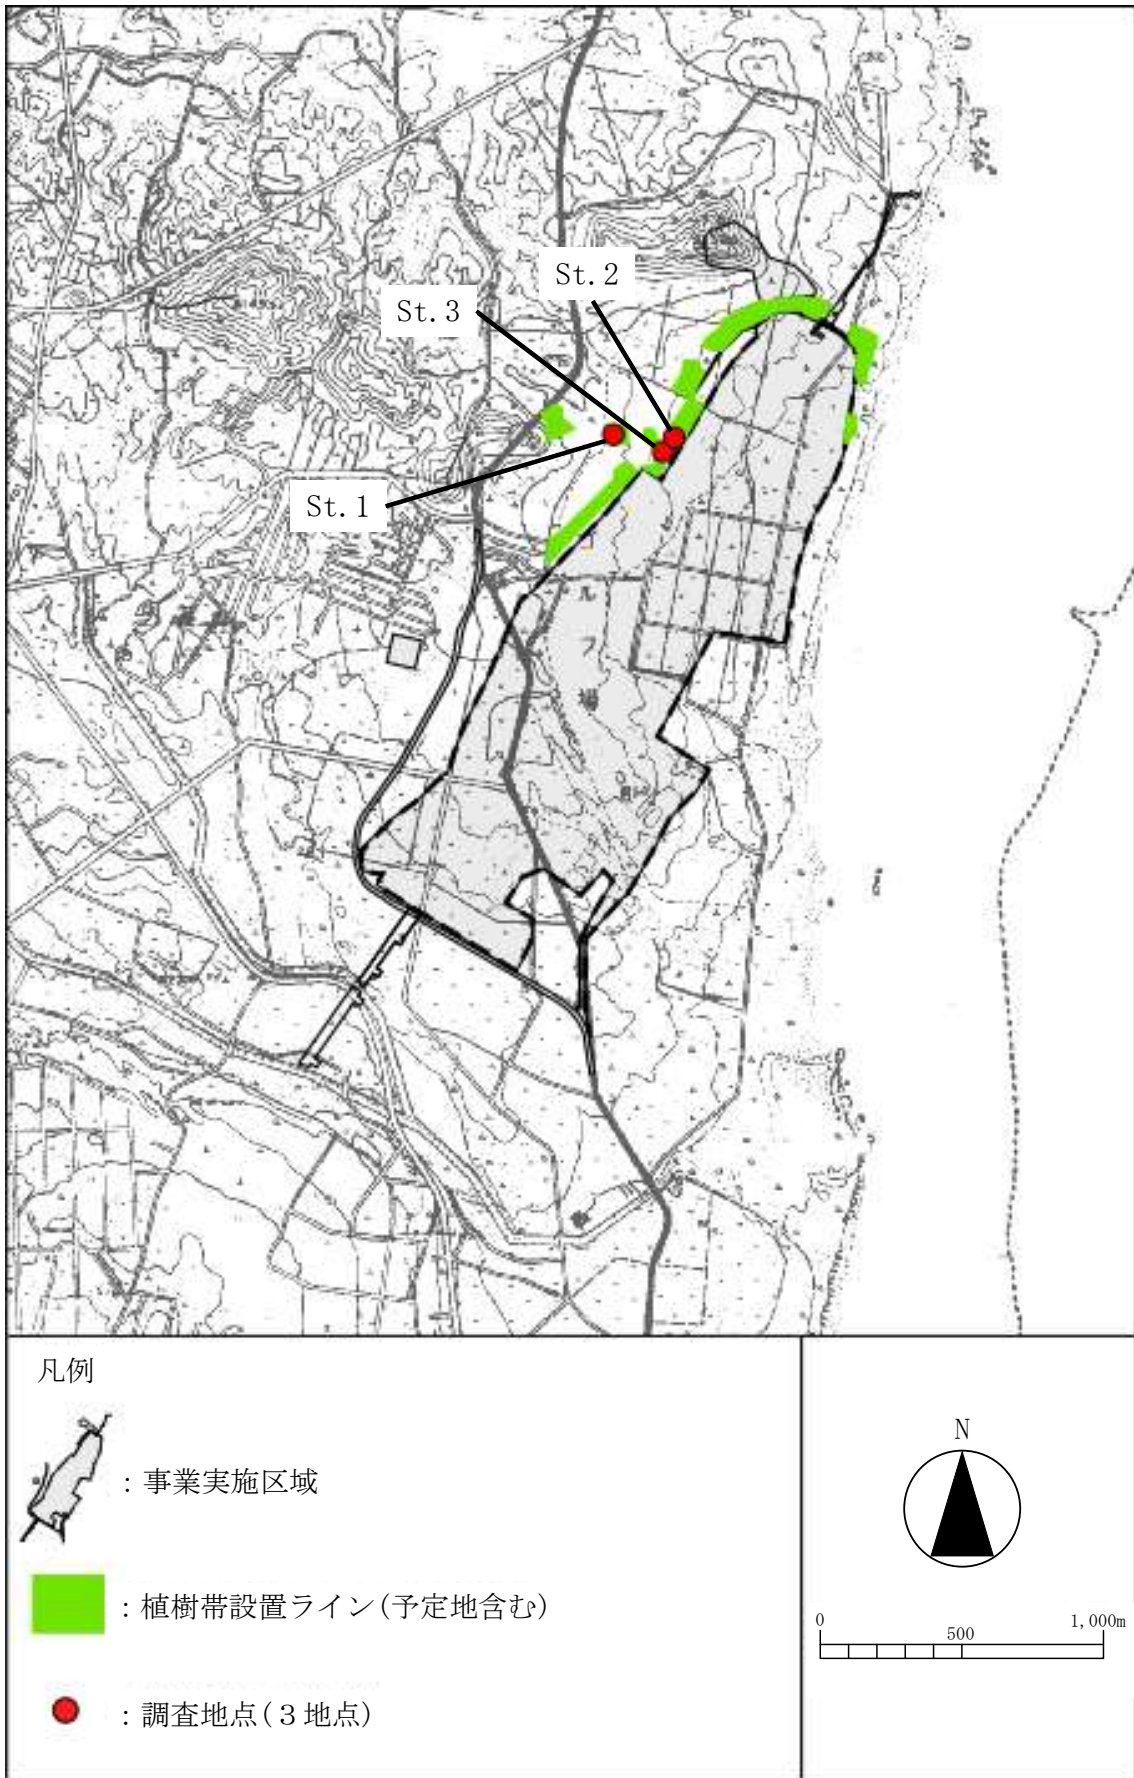 St. 2
St. 3
St. 1
凡例
: 事業実施区域
: 植樹帯設置ライン(予定地含む)
: 調査地点(3地点)
N
0 500 1,000m